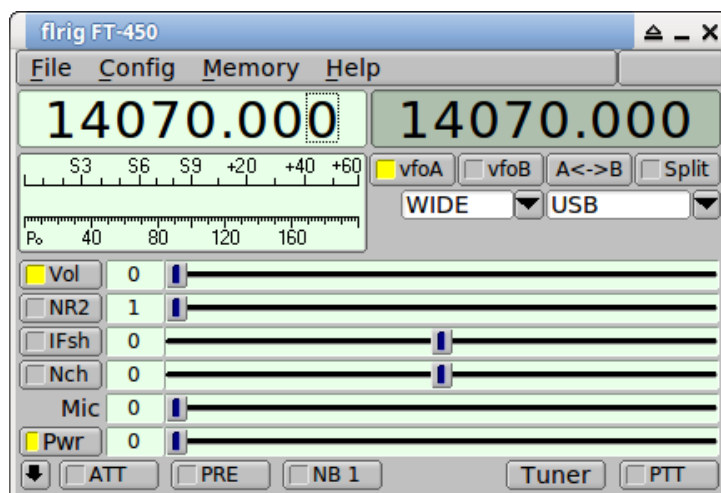 flrig FT-450
File Config Memory Help
14070.000 14070.000
S3 S6 S9 +20 +40 +60
vfoA vfoB A<->B Split
WIDE USB
Po 40 80 120 160
Vol 0
NR2 1
IFsh 0
Nch 0
Mic 0
Pwr 0
ATT PRE NB 1 Tuner PTT